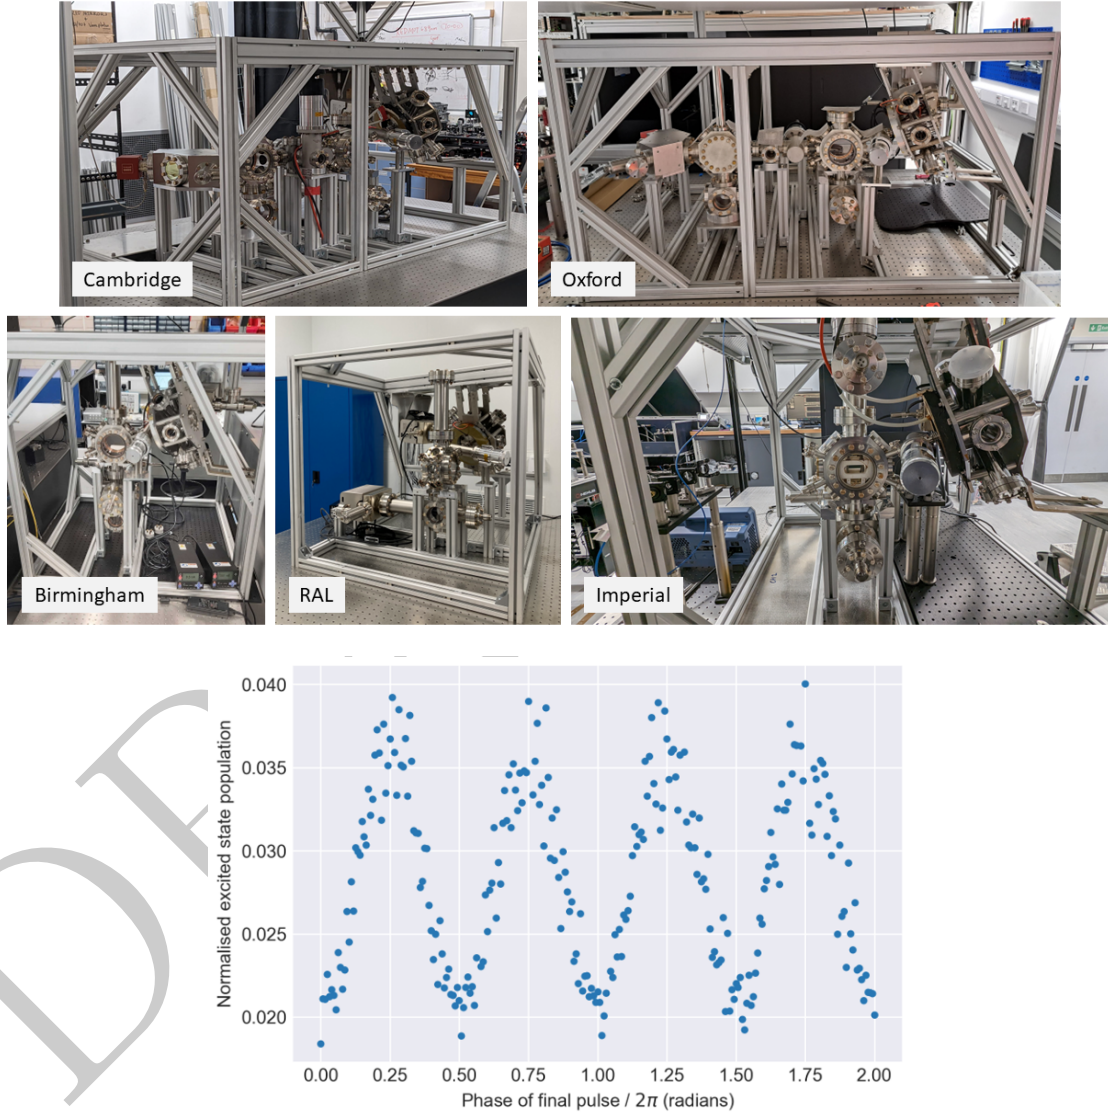 Cambridge
Oxford
Birmingham
RAL
Imperial
D
0.040
0.035
0.030
0.025
0.020
Normalised excited state population
0.00 0.25 0.50 0.75 1.00 1.25 1.50 1.75 2.00
Phase of final pulse / 2π (radians)